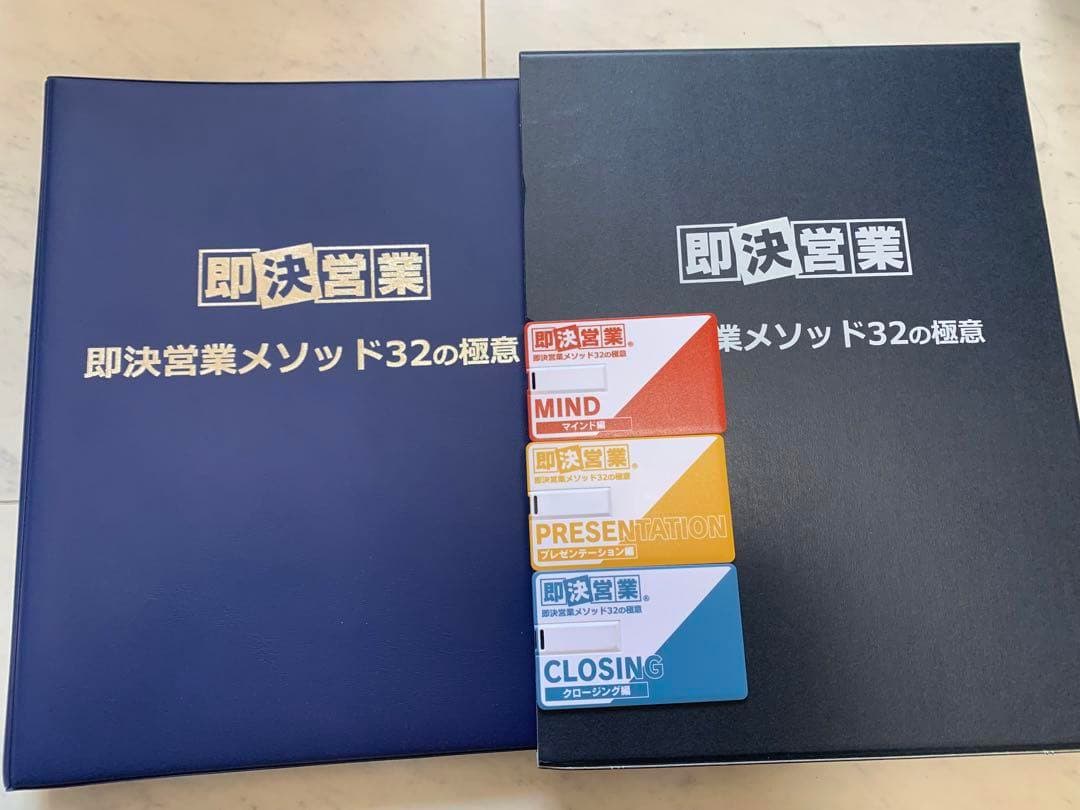 即決営業
即決営業メソッド32の極意
即決営業
業メソッド32の極意
即決営業®
即決営業メソッド32の極意
MIND
マインド編
即決営業®
即決営業メソッド32の極意
PRESENTATION
プレゼンテーション編
即決営業®
即決営業メソッド32の極意
CLOSING
クロージング編